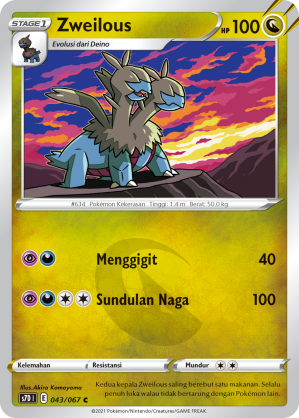 STAGE 1
Zweilous
HP 100
Evolusi dari Deino
#634 Pokémon Kekerasan Tinggi: 1.4 m Berat: 50.0 kg
Menggigit 40
Sundulan Naga 100
Kelemahan Resistansi Mundur
Illus. Akira Komayama
Kedua kepala Zweilous saling berebut satu makanan. Selalu
penuh luka walau tidak bertarung dengan Pokémon lain.
S7D I E 043/067 C
©2021 Pokémon/Nintendo/Creatures/GAME FREAK.